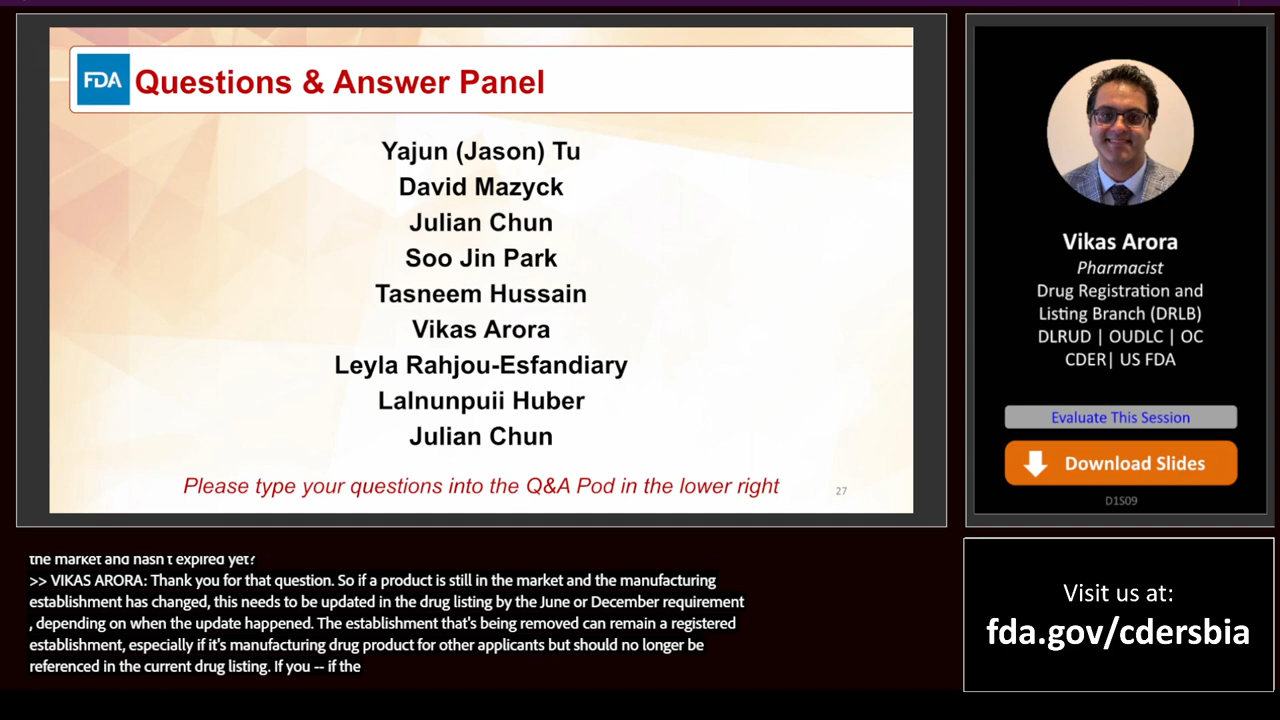 FDA Questions & Answer Panel
Yajun (Jason) Tu
David Mazyck
Julian Chun
Soo Jin Park
Tasneem Hussain
Vikas Arora
Leyla Rahjou-Esfandiary
Lalnunpuii Huber
Julian Chun
Please type your questions into the Q&A Pod in the lower right
27
Vikas Arora
Pharmacist
Drug Registration and
Listing Branch (DRLB)
DLRUD | OUDLC | OC
CDER| US FDA
Evaluate This Session
Download Slides
D1S09
the market and hasn't expired yet?
>> VIKAS ARORA: Thank you for that question. So if a product is still in the market and the manufacturing
establishment has changed, this needs to be updated in the drug listing by the June or December requirement
, depending on when the update happened. The establishment that's being removed can remain a registered
establishment, especially if it's manufacturing drug product for other applicants but should no longer be
referenced in the current drug listing. If you -- if the
Visit us at:
fda.gov/cdersbia